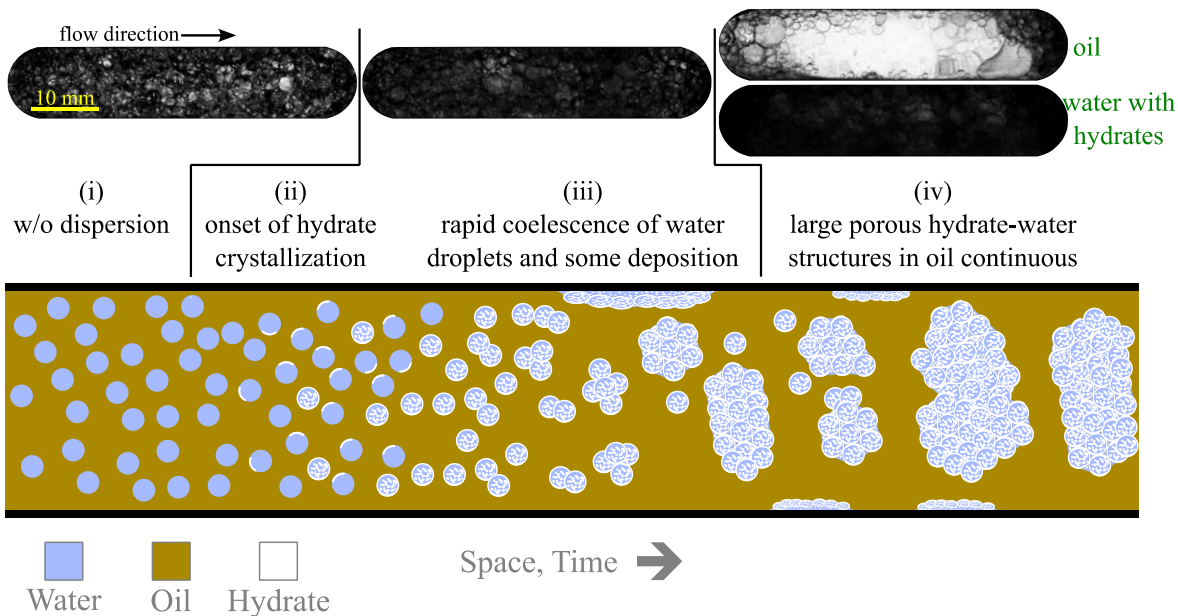 flow direction
10 mm
oil
water with
hydrates
(i)
w/o dispersion
(ii)
onset of hydrate
crystallization
(iii)
rapid coelescence of water
droplets and some deposition
(iv)
large porous hydrate-water
structures in oil continuous
Water
Oil
Hydrate
Space, Time